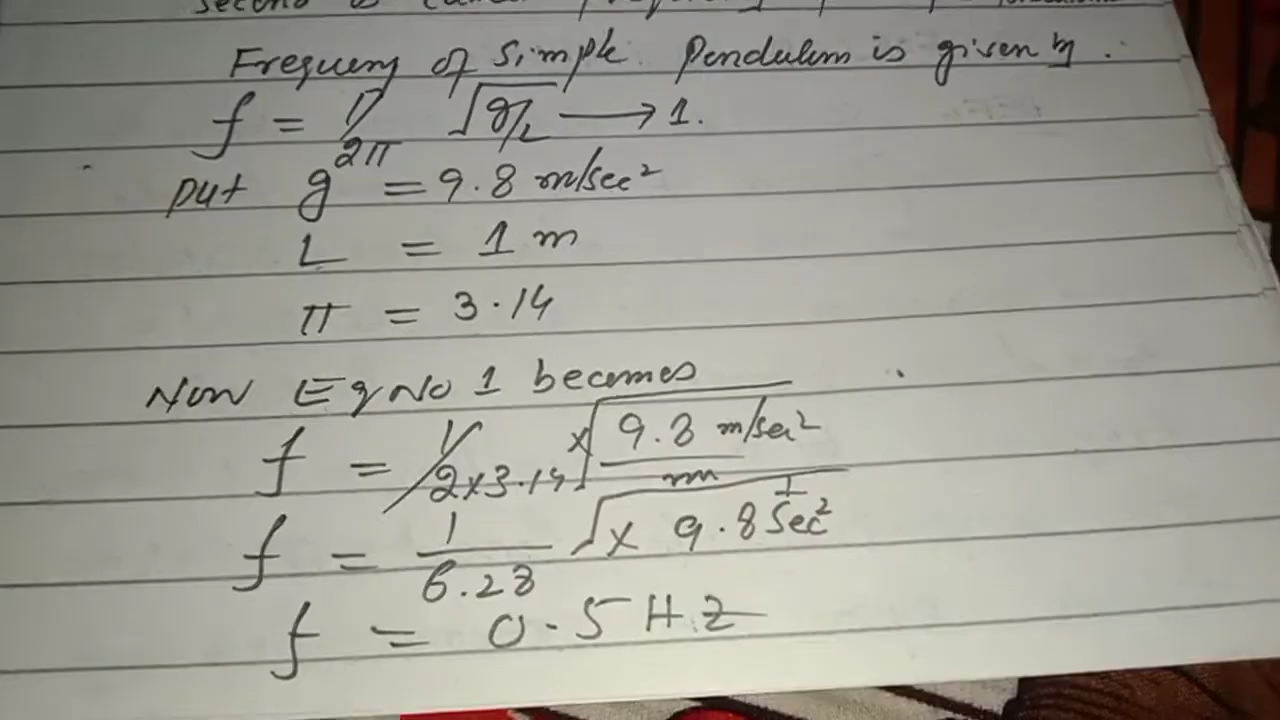 second is
Frequency of Simple Pendulum is given by.
f = 1/2π √g/L → 1.
put g = 9.8 m/sec²
L = 1 m
π = 3.14
Now Eq No 1 becomes
f = 1/2×3.14 × √9.8 m/sec² / m
f = 1/6.28 √× 9.8 1/Sec²
f = 0.5 HZ